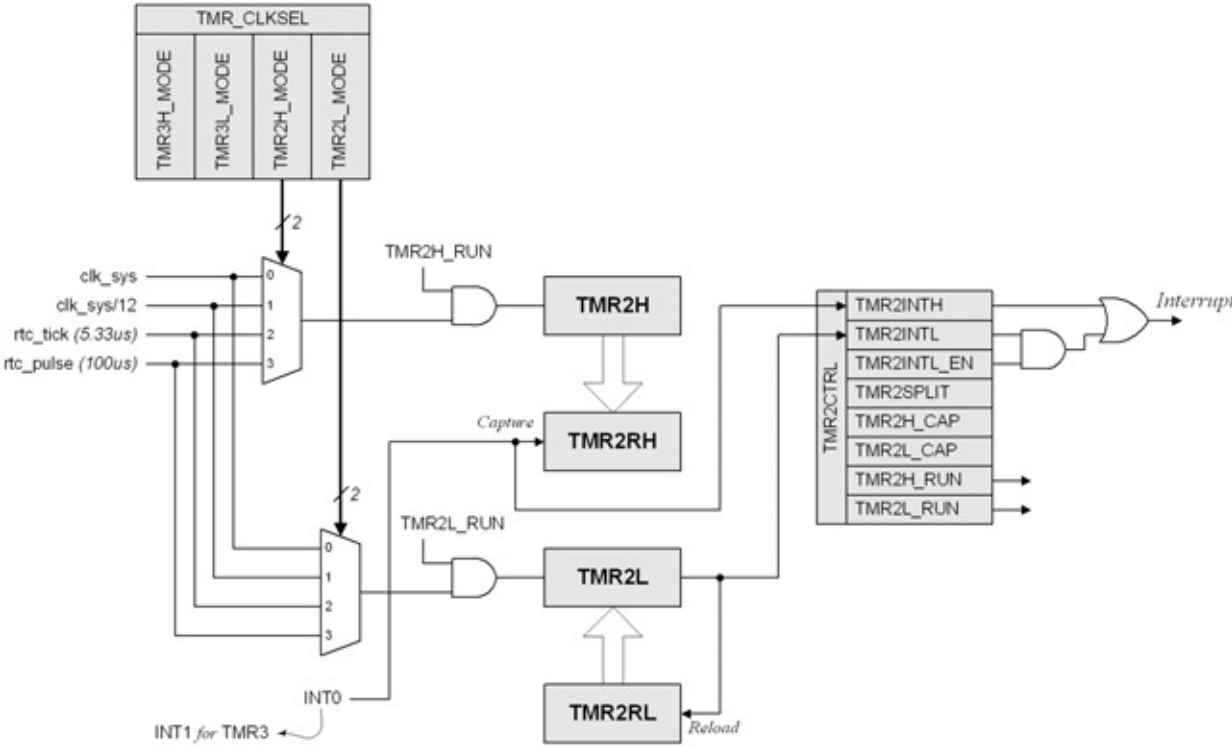 TMR_CLKSEL
TMR3H_MODE
TMR3L_MODE
TMR2H_MODE
TMR2L_MODE
2
TMR2H_RUN
clk_sys
0
clk_sys/12
1
rtc_tick (5.33us)
2
rtc_pulse (100us)
3
TMR2H
TMR2CTRL
TMR2INTH
Interrupt
TMR2INTL
TMR2INTL_EN
TMR2SPLIT
TMR2H_CAP
TMR2L_CAP
TMR2H_RUN
TMR2L_RUN
Capture
TMR2RH
2
TMR2L_RUN
0
1
2
3
TMR2L
INT0
TMR2RL
Reload
INT1 for TMR3